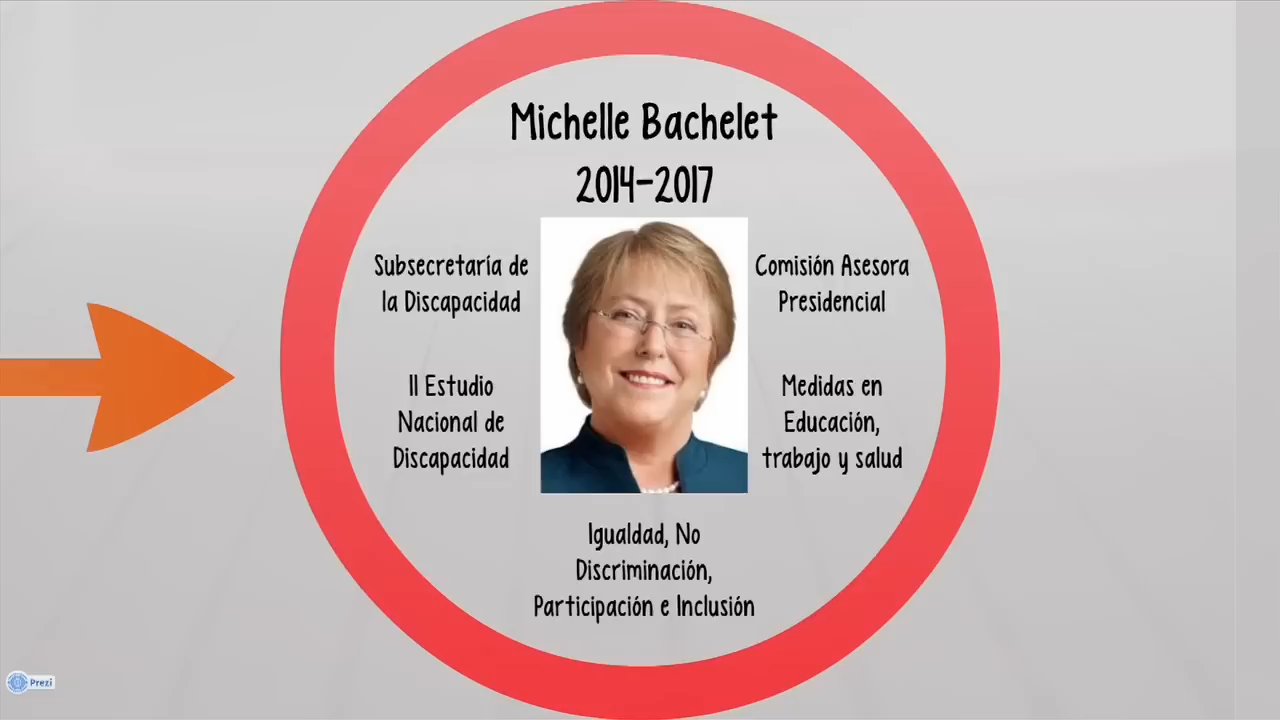 Michelle Bachelet
2014-2017
Subsecretaría de
la Discapacidad
Comisión Asesora
Presidencial
II Estudio
Nacional de
Discapacidad
Medidas en
Educación,
trabajo y salud
Igualdad, No
Discriminación,
Participación e Inclusión
Prezi